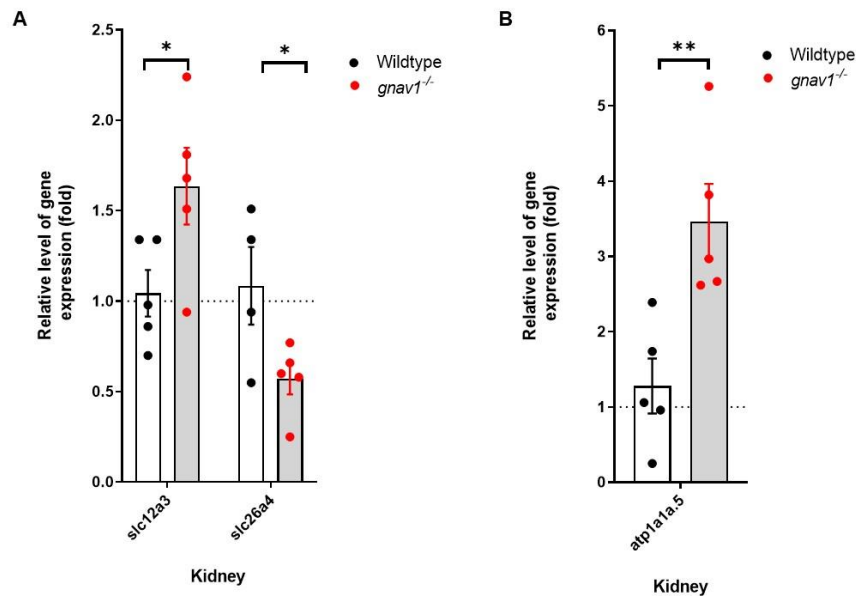 A
Relative level of gene
expression (fold)
2.5
2.0
1.5
1.0
0.5
0.0
*
*
Wildtype
gnav1-/-
slc12a3
slc26a4
Kidney
B
Relative level of gene
expression (fold)
6
5
4
3
2
1
0
**
Wildtype
gnav1-/-
atp1a1a.5
Kidney